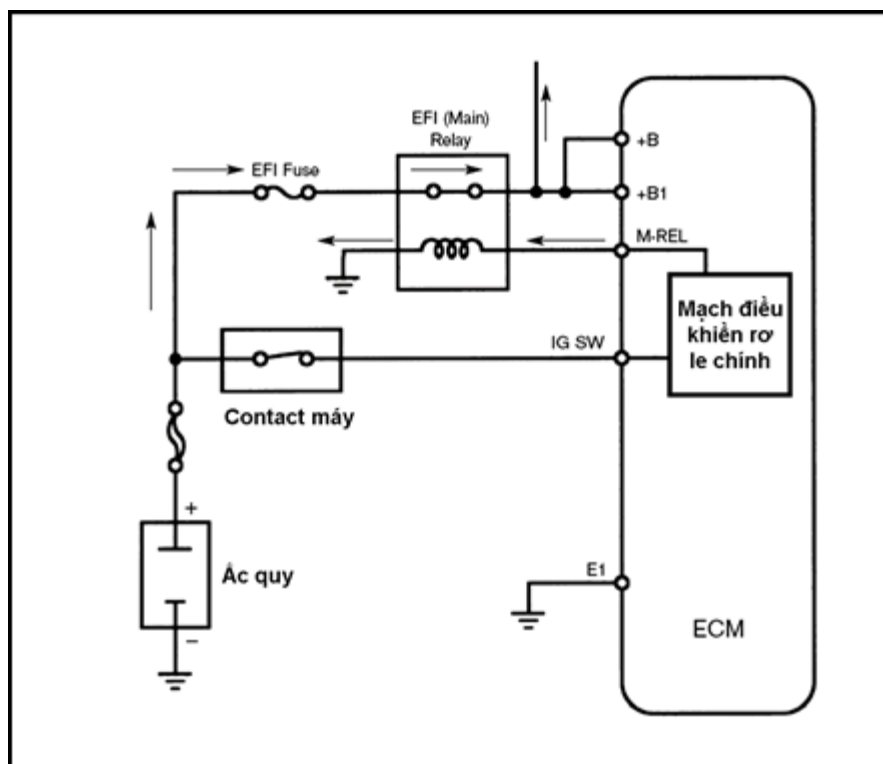 EFI (Main)
Relay
EFI Fuse
+B
+B1
M-REL
Mạch điều
khiền rơ
le chính
IG SW
Contact máy
+
Ắc quy
−
E1
ECM